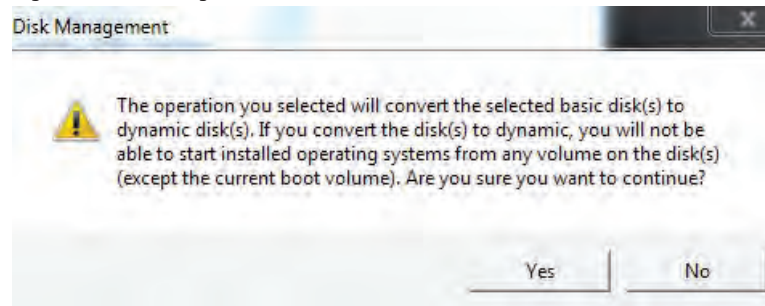 Disk Management
x
The operation you selected will convert the selected basic disk(s) to
dynamic disk(s). If you convert the disk(s) to dynamic, you will not be
able to start installed operating systems from any volume on the disk(s)
(except the current boot volume). Are you sure you want to continue?
Yes No